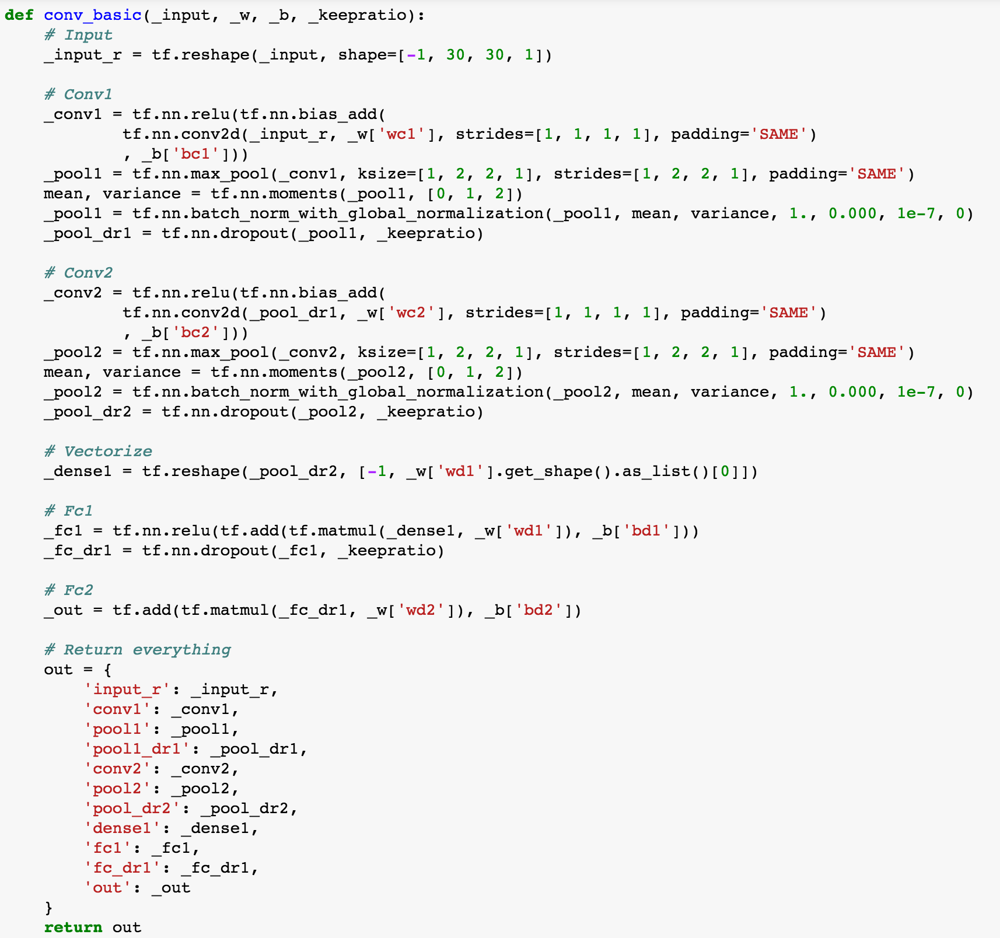 def conv_basic(_input, _w, _b, _keepratio):
    # Input
    _input_r = tf.reshape(_input, shape=[-1, 30, 30, 1])

    # Conv1
    _conv1 = tf.nn.relu(tf.nn.bias_add(
            tf.nn.conv2d(_input_r, _w['wc1'], strides=[1, 1, 1, 1], padding='SAME')
            , _b['bc1']))
    _pool1 = tf.nn.max_pool(_conv1, ksize=[1, 2, 2, 1], strides=[1, 2, 2, 1], padding='SAME')
    mean, variance = tf.nn.moments(_pool1, [0, 1, 2])
    _pool1 = tf.nn.batch_norm_with_global_normalization(_pool1, mean, variance, 1., 0.000, 1e-7, 0)
    _pool_dr1 = tf.nn.dropout(_pool1, _keepratio)

    # Conv2
    _conv2 = tf.nn.relu(tf.nn.bias_add(
            tf.nn.conv2d(_pool_dr1, _w['wc2'], strides=[1, 1, 1, 1], padding='SAME')
            , _b['bc2']))
    _pool2 = tf.nn.max_pool(_conv2, ksize=[1, 2, 2, 1], strides=[1, 2, 2, 1], padding='SAME')
    mean, variance = tf.nn.moments(_pool2, [0, 1, 2])
    _pool2 = tf.nn.batch_norm_with_global_normalization(_pool2, mean, variance, 1., 0.000, 1e-7, 0)
    _pool_dr2 = tf.nn.dropout(_pool2, _keepratio)

    # Vectorize
    _dense1 = tf.reshape(_pool_dr2, [-1, _w['wd1'].get_shape().as_list()[0]])

    # Fc1
    _fc1 = tf.nn.relu(tf.add(tf.matmul(_dense1, _w['wd1']), _b['bd1']))
    _fc_dr1 = tf.nn.dropout(_fc1, _keepratio)

    # Fc2
    _out = tf.add(tf.matmul(_fc_dr1, _w['wd2']), _b['bd2'])

    # Return everything
    out = {
        'input_r': _input_r,
        'conv1': _conv1,
        'pool1': _pool1,
        'pool1_dr1': _pool_dr1,
        'conv2': _conv2,
        'pool2': _pool2,
        'pool_dr2': _pool_dr2,
        'dense1': _dense1,
        'fc1': _fc1,
        'fc_dr1': _fc_dr1,
        'out': _out
    }
    return out